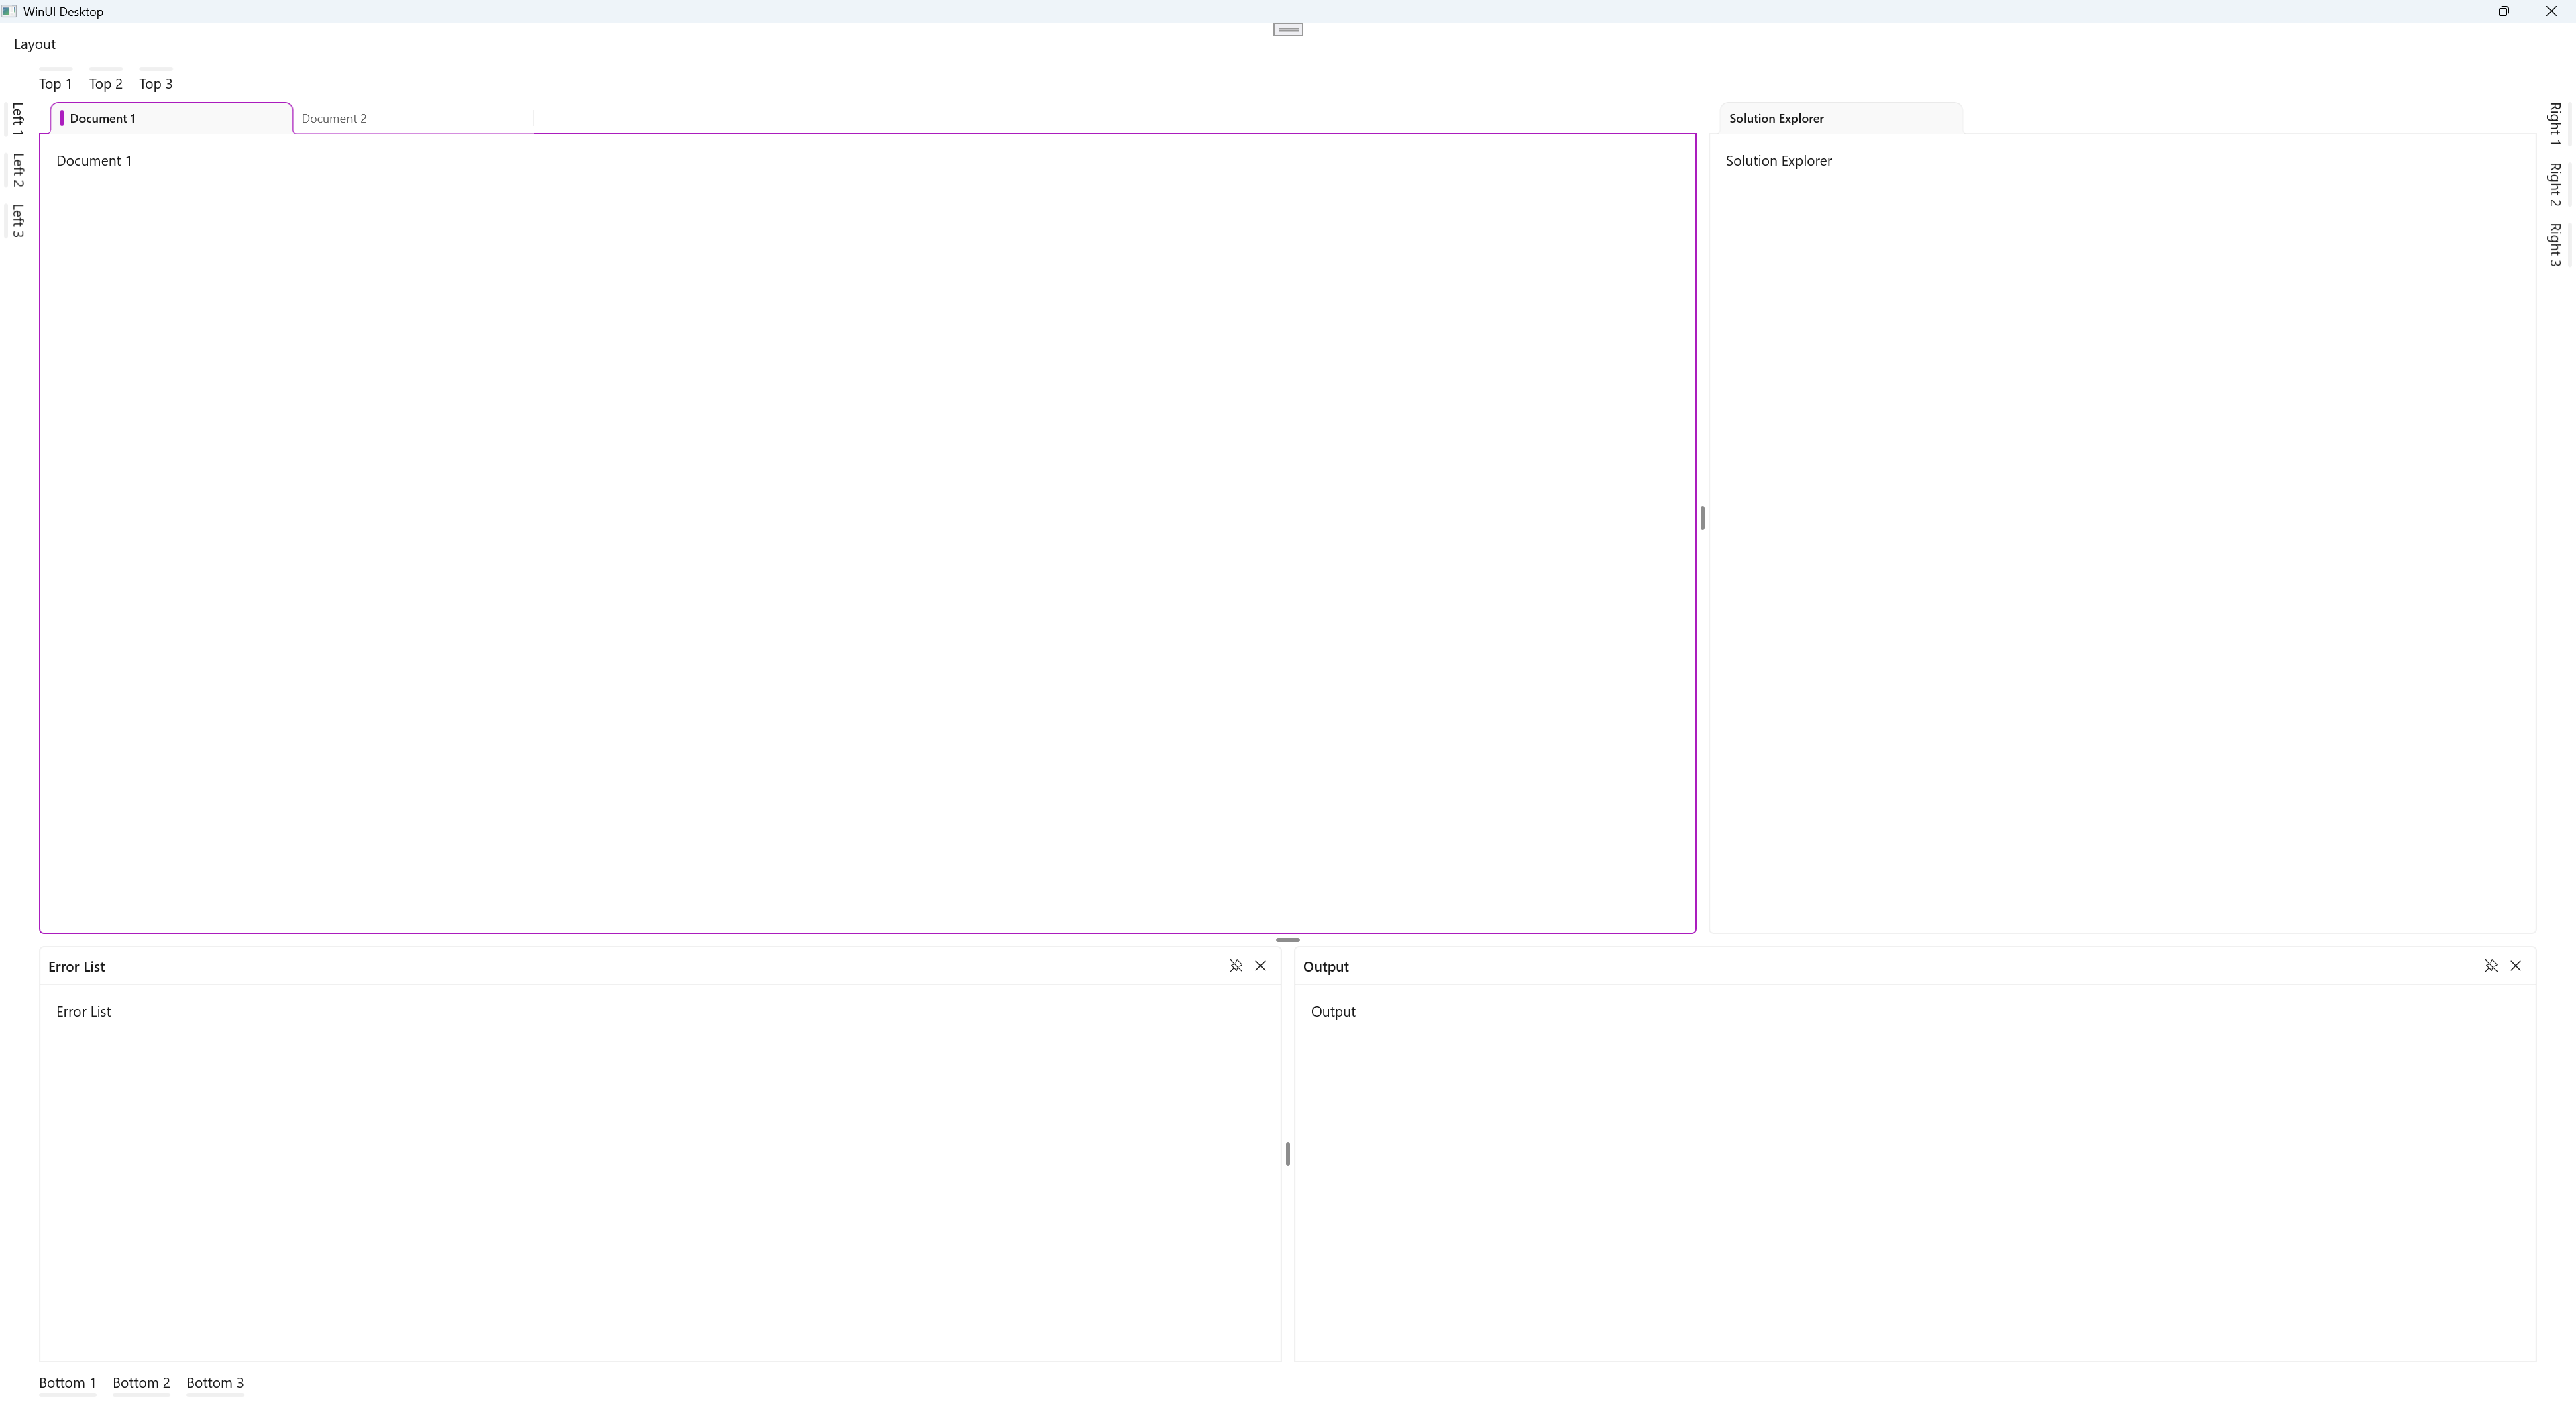 WinUI Desktop
Layout
Top 1 Top 2 Top 3
Left 1
Left 2
Left 3
Document 1 Document 2
Document 1
Solution Explorer
Solution Explorer
Right 1
Right 2
Right 3
Error List
Error List
Output
Output
Bottom 1 Bottom 2 Bottom 3